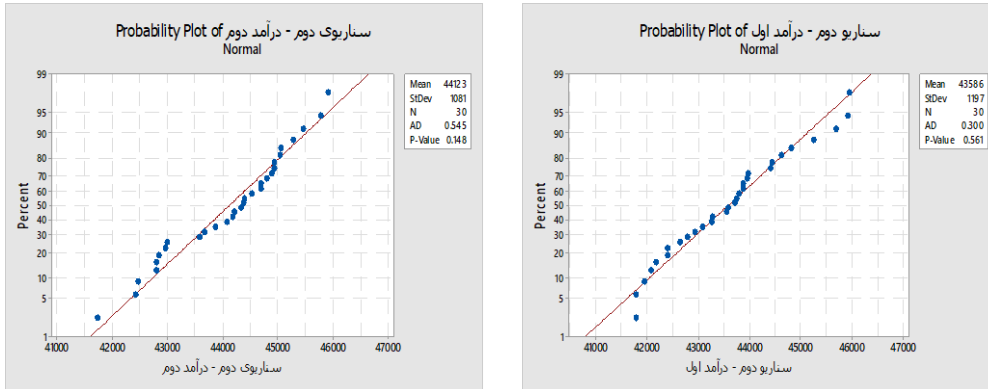 Probability Plot of سناریوی دوم - درآمد دوم
Normal
99
95
90
80
70
60
50
40
30
20
10
5
1
Percent
41000 42000 43000 44000 45000 46000 47000
سناریوی دوم - درآمد دوم
Mean 44123
StDev 1081
N 30
AD 0.545
P-Value 0.148
Probability Plot of سناریو دوم - درآمد اول
Normal
99
95
90
80
70
60
50
40
30
20
10
5
1
Percent
41000 42000 43000 44000 45000 46000 47000
سناریو دوم - درآمد اول
Mean 43586
StDev 1197
N 30
AD 0.300
P-Value 0.561